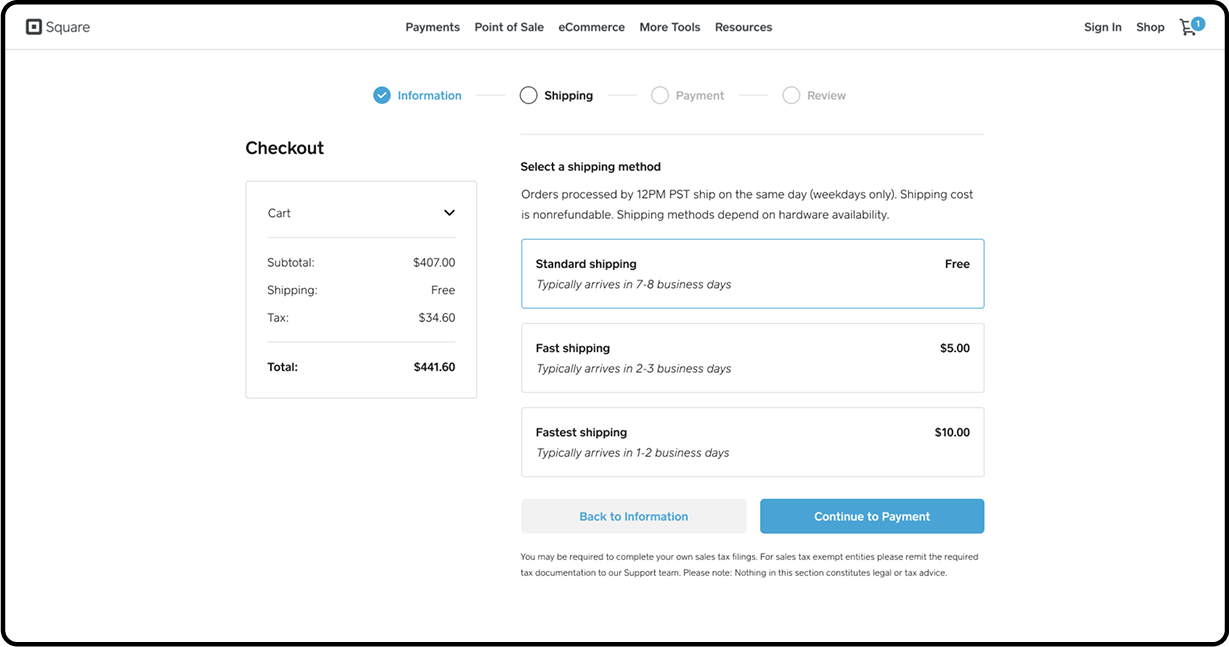 Square
Payments Point of Sale eCommerce More Tools Resources
Sign In Shop 1
Information Shipping Payment Review
Checkout
Cart
Subtotal: $407.00
Shipping: Free
Tax: $34.60
Total: $441.60
Select a shipping method
Orders processed by 12PM PST ship on the same day (weekdays only). Shipping cost
is nonrefundable. Shipping methods depend on hardware availability.
Standard shipping Free
Typically arrives in 7-8 business days
Fast shipping $5.00
Typically arrives in 2-3 business days
Fastest shipping $10.00
Typically arrives in 1-2 business days
Back to Information Continue to Payment
You may be required to complete your own sales tax filings. For sales tax exempt entities please remit the required
tax documentation to our Support team. Please note: Nothing in this section constitutes legal or tax advice.